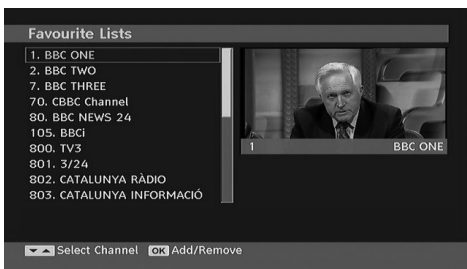 Favourite Lists
1. BBC ONE
2. BBC TWO
7. BBC THREE
70. CBBC Channel
80. BBC NEWS 24
105. BBCi
800. TV3
801. 3/24
802. CATALUNYA RÀDIO
803. CATALUNYA INFORMACIÓ
1 BBC ONE
Select Channel OK Add/Remove